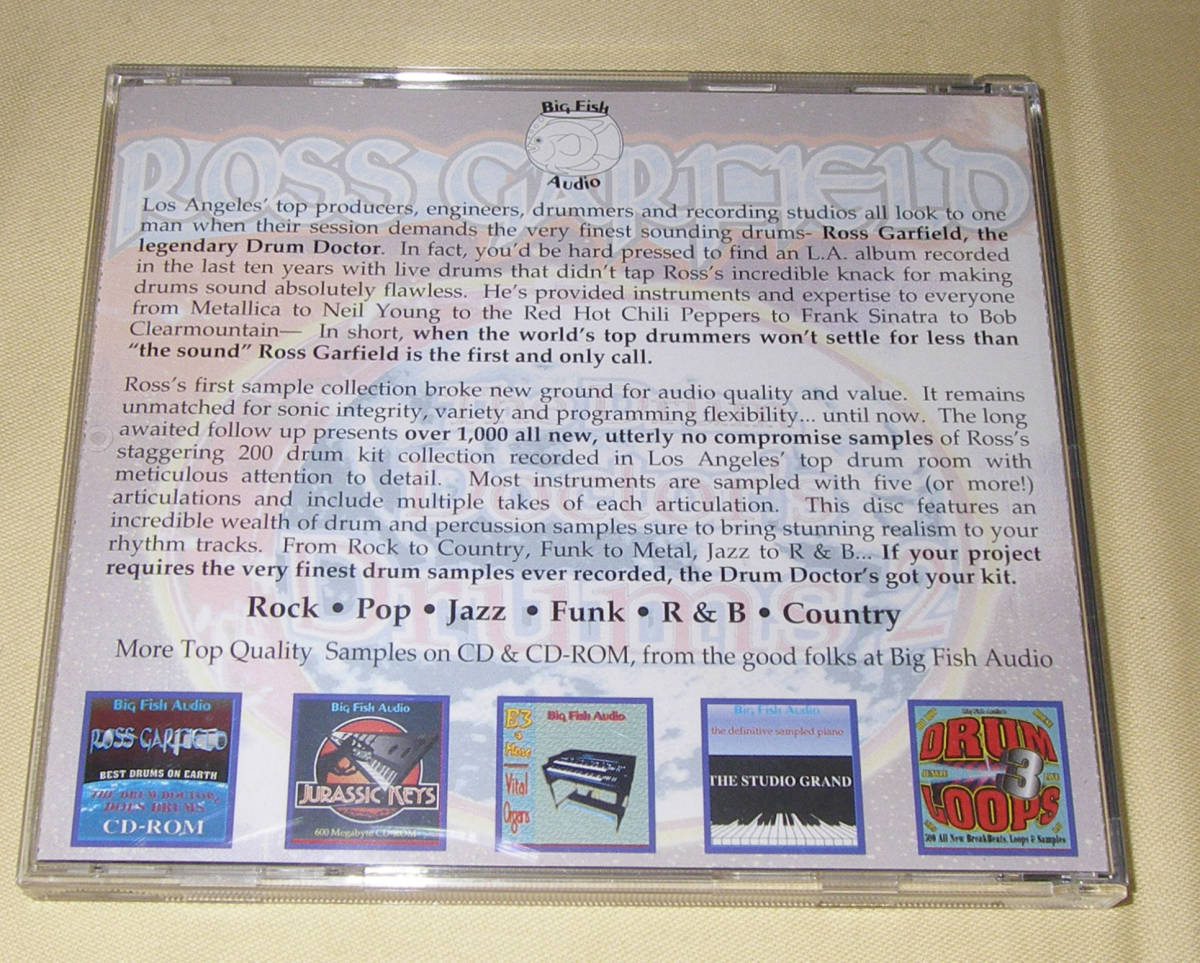 Big Fish
Audio
ROSS GARFIELD
Los Angeles' top producers, engineers, drummers and recording studios all look to one
man when their session demands the very finest sounding drums- Ross Garfield, the
legendary Drum Doctor. In fact, you'd be hard pressed to find an L.A. album recorded
in the last ten years with live drums that didn't tap Ross's incredible knack for making
drums sound absolutely flawless. He's provided instruments and expertise to everyone
from Metallica to Neil Young to the Red Hot Chili Peppers to Frank Sinatra to Bob
Clearmountain— In short, when the world's top drummers won't settle for less than
"the sound" Ross Garfield is the first and only call.
Ross's first sample collection broke new ground for audio quality and value. It remains
unmatched for sonic integrity, variety and programming flexibility... until now. The long
awaited follow up presents over 1,000 all new, utterly no compromise samples of Ross's
staggering 200 drum kit collection recorded in Los Angeles' top drum room with
meticulous attention to detail. Most instruments are sampled with five (or more!)
articulations and include multiple takes of each articulation. This disc features an
incredible wealth of drum and percussion samples sure to bring stunning realism to your
rhythm tracks. From Rock to Country, Funk to Metal, Jazz to R & B... If your project
requires the very finest drum samples ever recorded, the Drum Doctor's got your kit.
Rock • Pop • Jazz • Funk • R & B • Country
More Top Quality Samples on CD & CD-ROM, from the good folks at Big Fish Audio
Big Fish Audio
ROSS GARFIELD
BEST DRUMS ON EARTH
THE DRUM DOCTOR
DOES DRUMS
CD-ROM
Big Fish Audio
JURASSIC KEYS
600 Megabyte CD-ROM
B3
& More
Vital
Organs
Big Fish Audio
Big Fish Audio
the definitive sampled piano
THE STUDIO GRAND
Big Fish Audio's
DRUM
3
LOOPS
500 All New BreakBeats, Loops & Samples